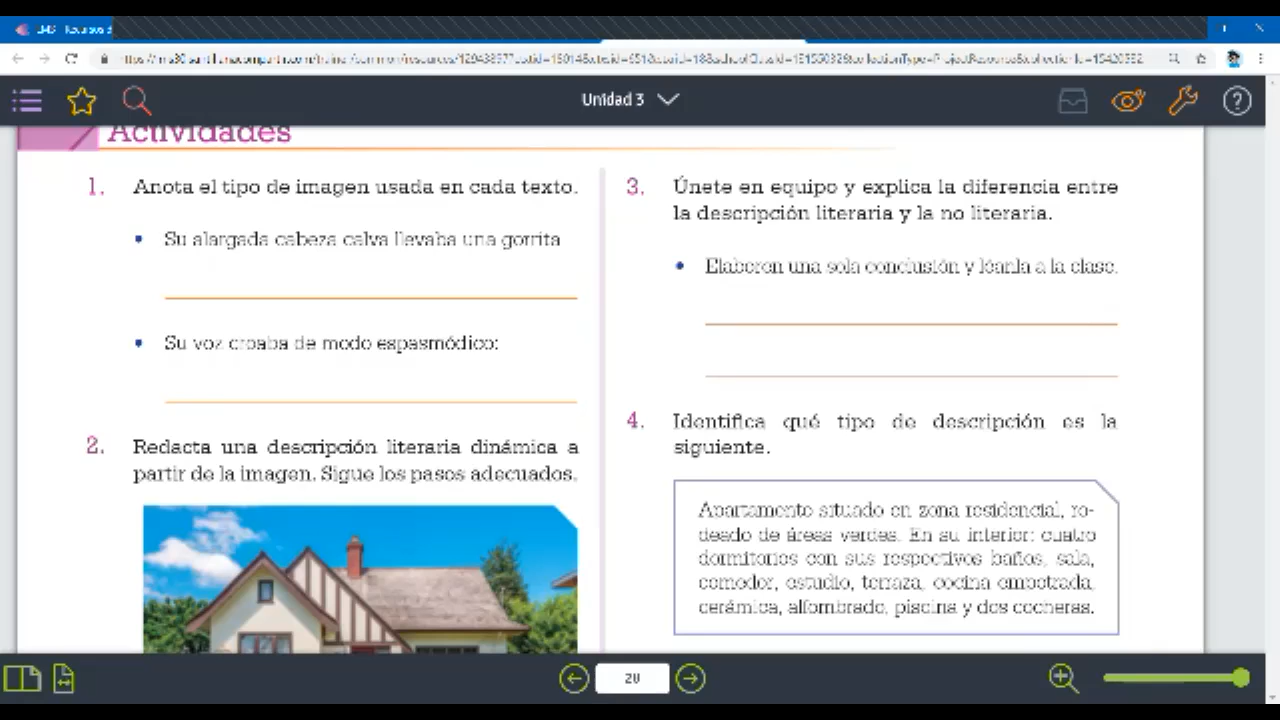 Unidad 3
Actividades
1. Anota el tipo de imagen usada en cada texto.
• Su alargada cabeza calva llevaba una gorrita
• Su voz croaba de modo espasmódico:
2. Redacta una descripción literaria dinámica a
partir de la imagen. Sigue los pasos adecuados.
3. Únete en equipo y explica la diferencia entre
la descripción literaria y la no literaria.
• Elaboren una sola conclusión y léanla a la clase.
4. Identifica qué tipo de descripción es la
siguiente.
Apartamento situado en zona residencial, ro-
deado de áreas verdes. En su interior: cuatro
dormitorios con sus respectivos baños, sala,
comedor, estudio, terraza, cocina empotrada,
cerámica, alfombrado, piscina y dos cocheras.
20